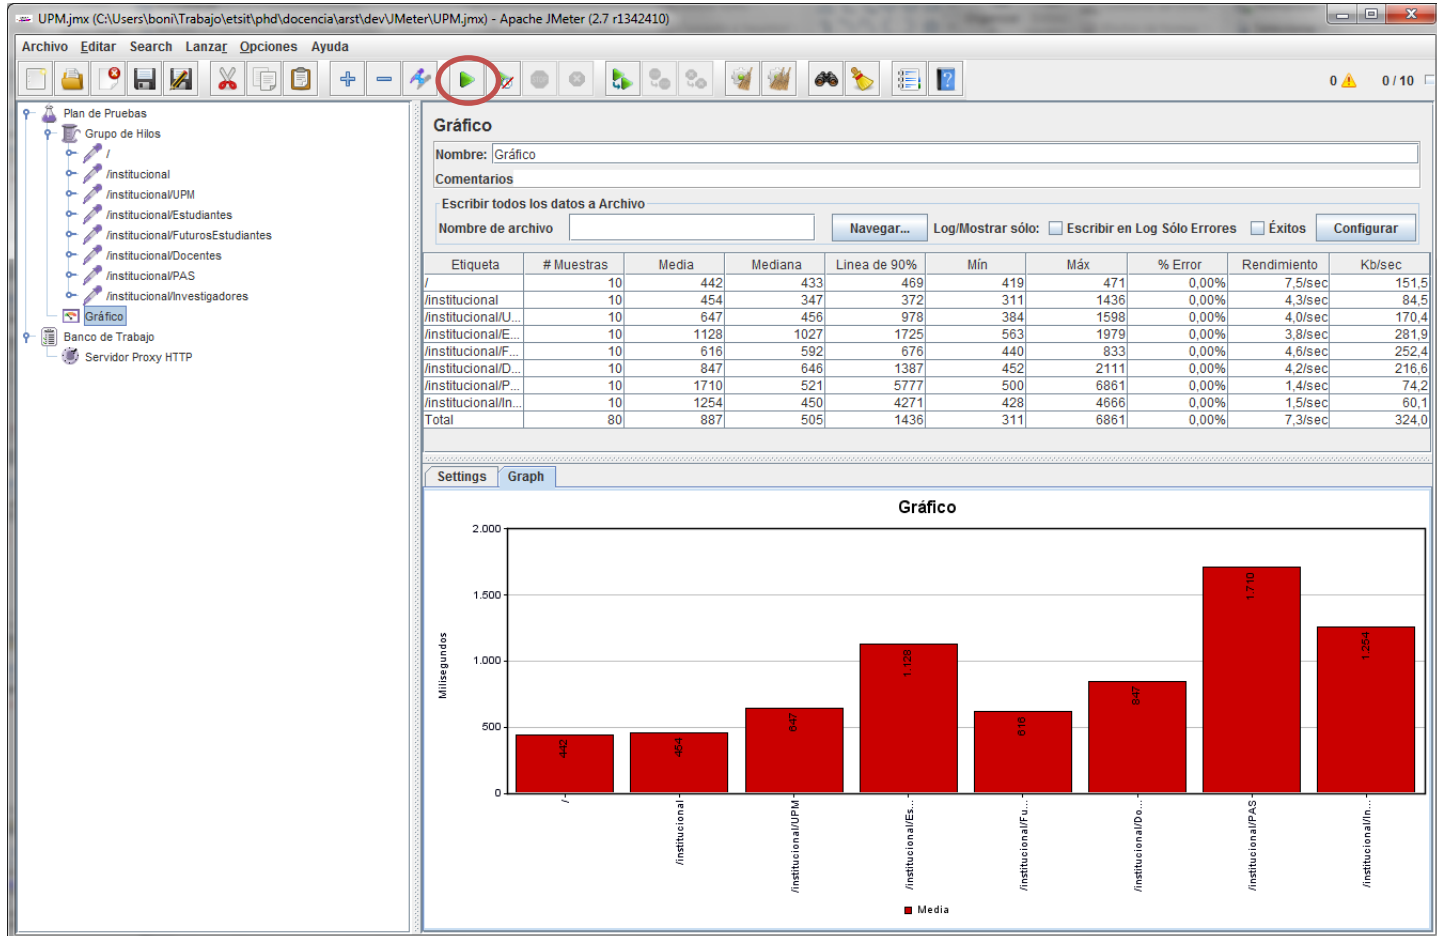 UPM.jmx (C:\Users\boni\Trabajo\etsit\phd\docencia\arst\dev\JMeter\UPM.jmx) - Apache JMeter (2.7 r1342410)
Archivo Editar Search Lanzar Opciones Ayuda
0 0 / 10
Plan de Pruebas
Grupo de Hilos
/
/institucional
/institucional/UPM
/institucional/Estudiantes
/institucional/FuturosEstudiantes
/institucional/Docentes
/institucional/PAS
/institucional/Investigadores
Gráfico
Banco de Trabajo
Servidor Proxy HTTP
Gráfico
Nombre: Gráfico
Comentarios
Escribir todos los datos a Archivo
Nombre de archivo Navegar... Log/Mostrar sólo: Escribir en Log Sólo Errores Éxitos Configurar
Etiqueta # Muestras Media Mediana Linea de 90% Mín Máx % Error Rendimiento Kb/sec
/ 10 442 433 469 419 471 0,00% 7,5/sec 151,5
/institucional 10 454 347 372 311 1436 0,00% 4,3/sec 84,5
/institucional/U... 10 647 456 978 384 1598 0,00% 4,0/sec 170,4
/institucional/E... 10 1128 1027 1725 563 1979 0,00% 3,8/sec 281,9
/institucional/F... 10 616 592 676 440 833 0,00% 4,6/sec 252,4
/institucional/D... 10 847 646 1387 452 2111 0,00% 4,2/sec 216,6
/institucional/P... 10 1710 521 5777 500 6861 0,00% 1,4/sec 74,2
/institucional/In... 10 1254 450 4271 428 4666 0,00% 1,5/sec 60,1
Total 80 887 505 1436 311 6861 0,00% 7,3/sec 324,0
Settings Graph
Gráfico
2.000
1.500
1.000
500
0
Milisegundos
442
454
647
1.128
616
847
1.710
1.254
/
/institucional
/institucional/UPM
/institucional/Es...
/institucional/Fu...
/institucional/Do...
/institucional/PAS
/institucional/In...
Media